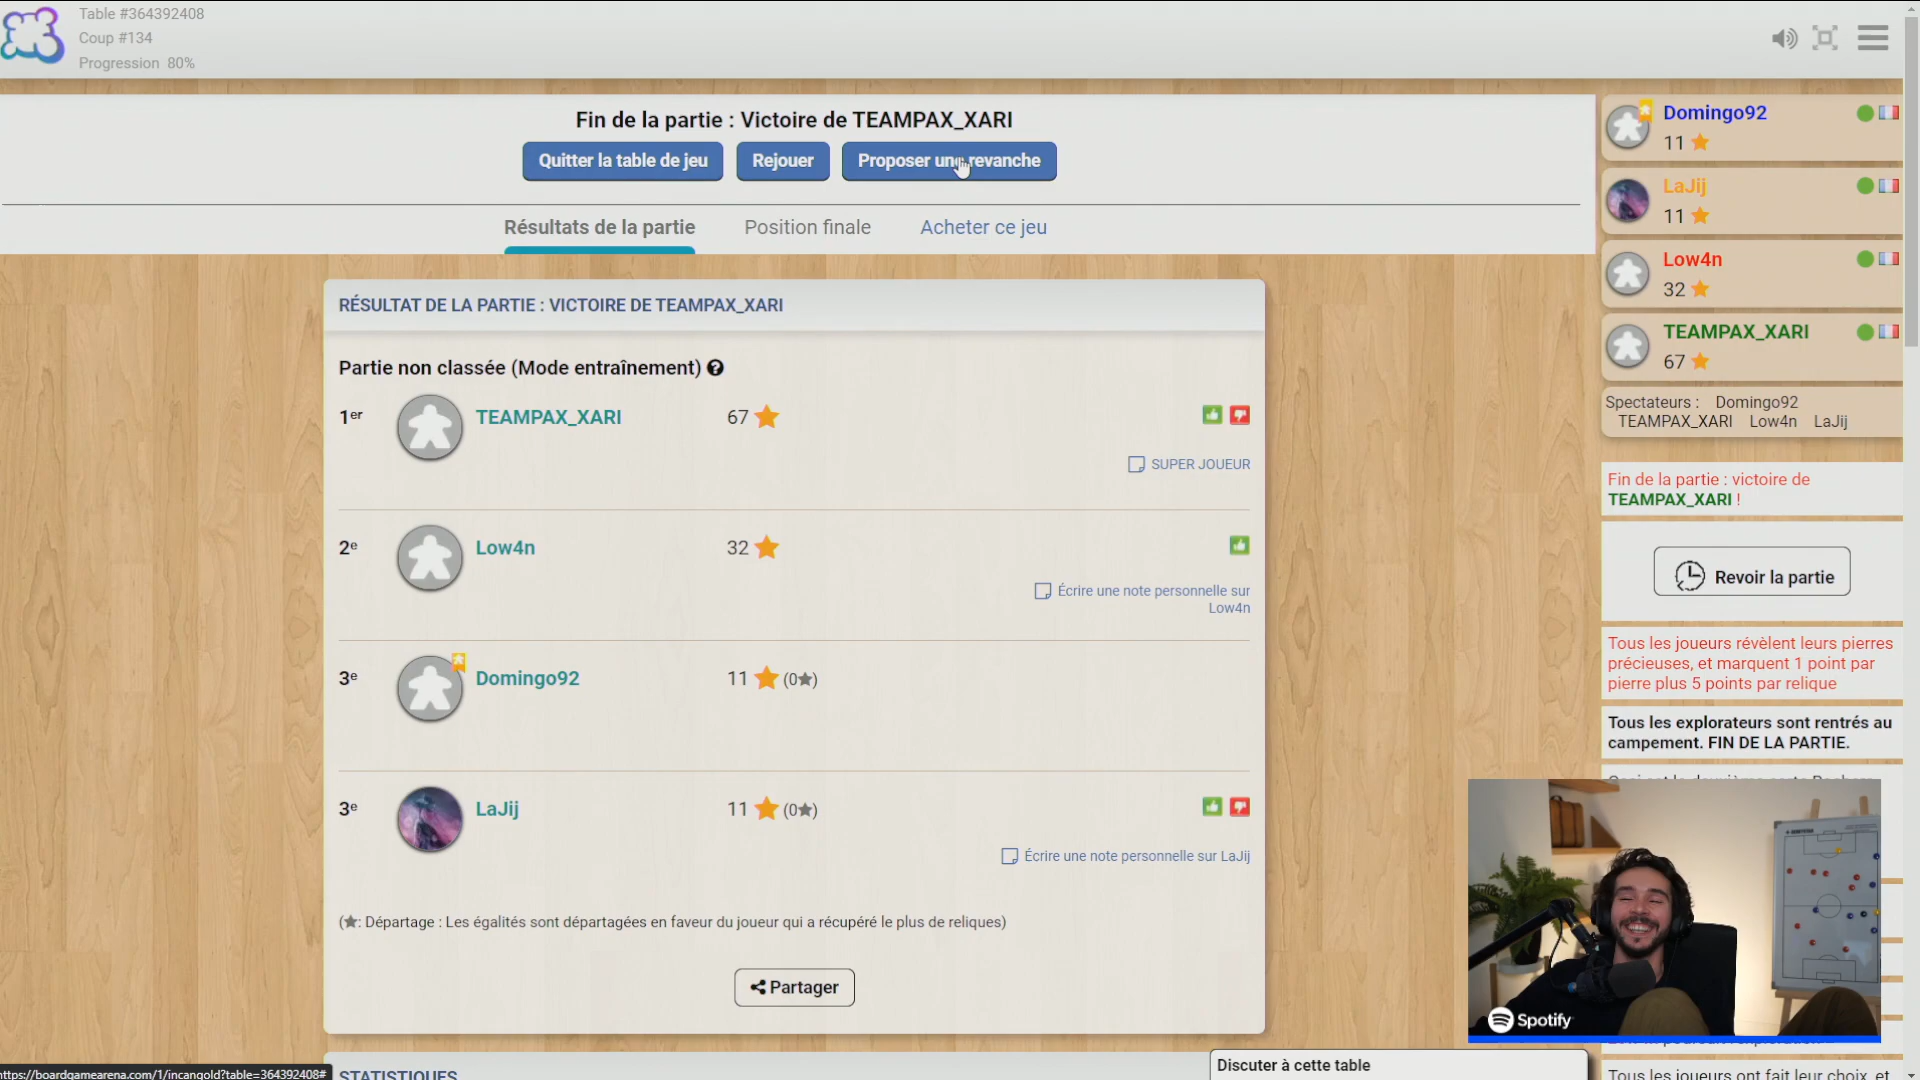 Table #364392408
Coup #134
Progression 80%
Fin de la partie : Victoire de TEAMPAX_XARI
Quitter la table de jeu
Rejouer
Proposer une revanche
Résultats de la partie
Position finale
Acheter ce jeu
RÉSULTAT DE LA PARTIE : VICTOIRE DE TEAMPAX_XARI
Partie non classée (Mode entraînement)
1er
TEAMPAX_XARI
67
SUPER JOUEUR
2e
Low4n
32
Écrire une note personnelle sur
Low4n
3e
Domingo92
11 (0★)
3e
LaJij
11 (0★)
Écrire une note personnelle sur LaJij
(★: Départage : Les égalités sont départagées en faveur du joueur qui a récupéré le plus de reliques)
Partager
STATISTIQUES
https://boardgamearena.com/1/incangold?table=364392408#
Domingo92
11
LaJij
11
Low4n
32
TEAMPAX_XARI
67
Spectateurs : Domingo92
TEAMPAX_XARI Low4n LaJij
Fin de la partie : victoire de
TEAMPAX_XARI !
Revoir la partie
Tous les joueurs révèlent leurs pierres
précieuses, et marquent 1 point par
pierre plus 5 points par relique
Tous les explorateurs sont rentrés au
campement. FIN DE LA PARTIE.
Spotify
Discuter à cette table
Tous les joueurs ont fait leur choix, et